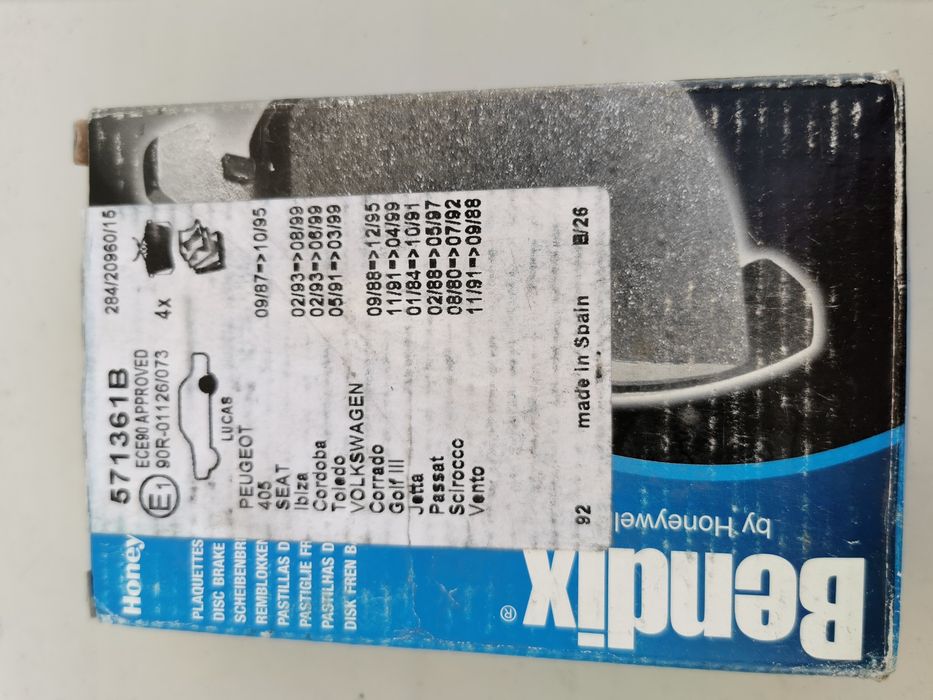 571361B 284/20960/15
E1 ECE90 APPROVED
90R-01126/073 4x
LUCAS
PEUGEOT
405 09/87=>10/95
SEAT
Ibiza 02/93=>08/99
Cordoba 02/93=>06/99
Toledo 05/91=>03/99
VOLKSWAGEN
Corrado 09/88=>12/95
Golf III 11/91=>04/99
Jetta 01/84=>10/91
Passat 02/88=>05/97
Scirocco 08/80=>07/92
Vento 11/91=>09/88
92 made in Spain /26
Honey
PLAQUETTES
DISC BRAKE
SCHEIBENBR
REMBLOKKEN
PASTILLAS D
PASTIGLIE FR
PASTILHAS D
DISK FREN B
Bendix®
by Honeywel